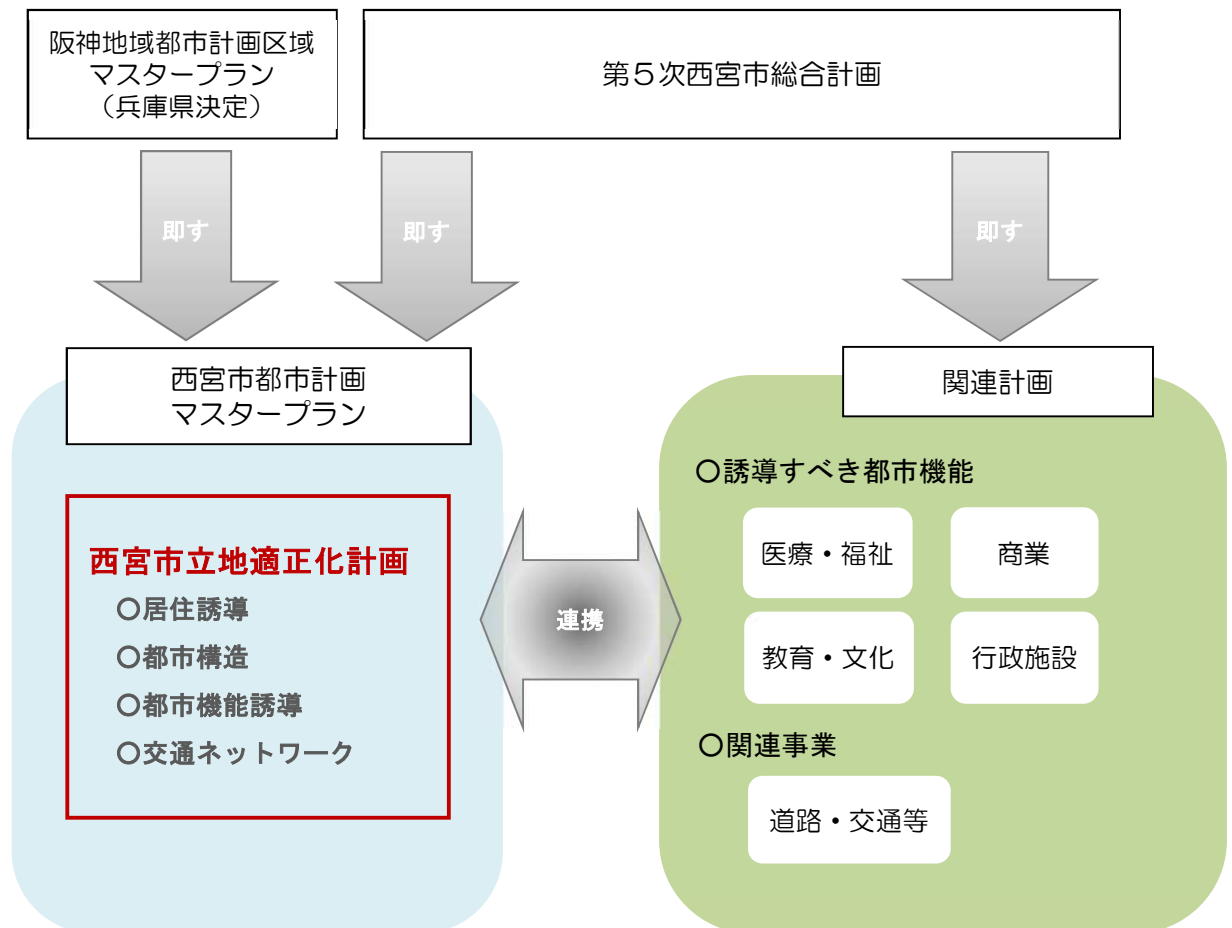 阪神地域都市計画区域
マスタープラン
（兵庫県決定）
第５次西宮市総合計画
即す
即す
即す
西宮市都市計画
マスタープラン
関連計画
西宮市立地適正化計画
〇居住誘導
〇都市構造
〇都市機能誘導
〇交通ネットワーク
連携
〇誘導すべき都市機能
医療・福祉
商業
教育・文化
行政施設
〇関連事業
道路・交通等